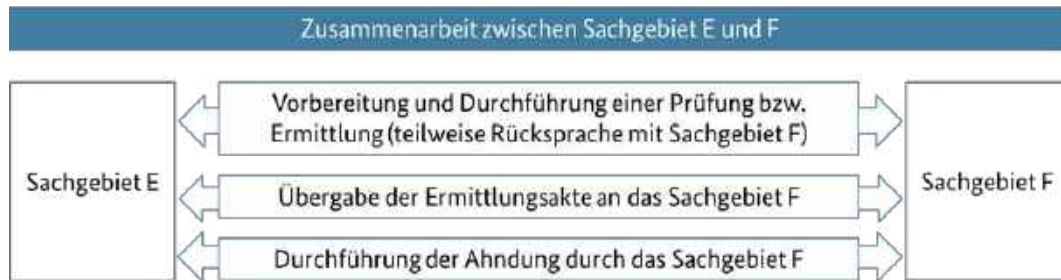 Zusammenarbeit zwischen Sachgebiet E und F
Vorbereitung und Durchführung einer Prüfung bzw.
Ermittlung (teilweise Rücksprache mit Sachgebiet F)
Sachgebiet E
Übergabe der Ermittlungsakte an das Sachgebiet F
Sachgebiet F
Durchführung der Ahndung durch das Sachgebiet F